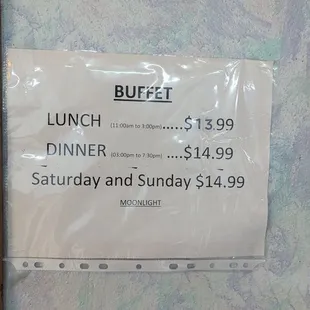 BUFFET
LUNCH (11:00am to 3:00pm).....$13.99
DINNER (03:00pm to 7:30pm) ....$14.99
Saturday and Sunday $14.99
MOONLIGHT